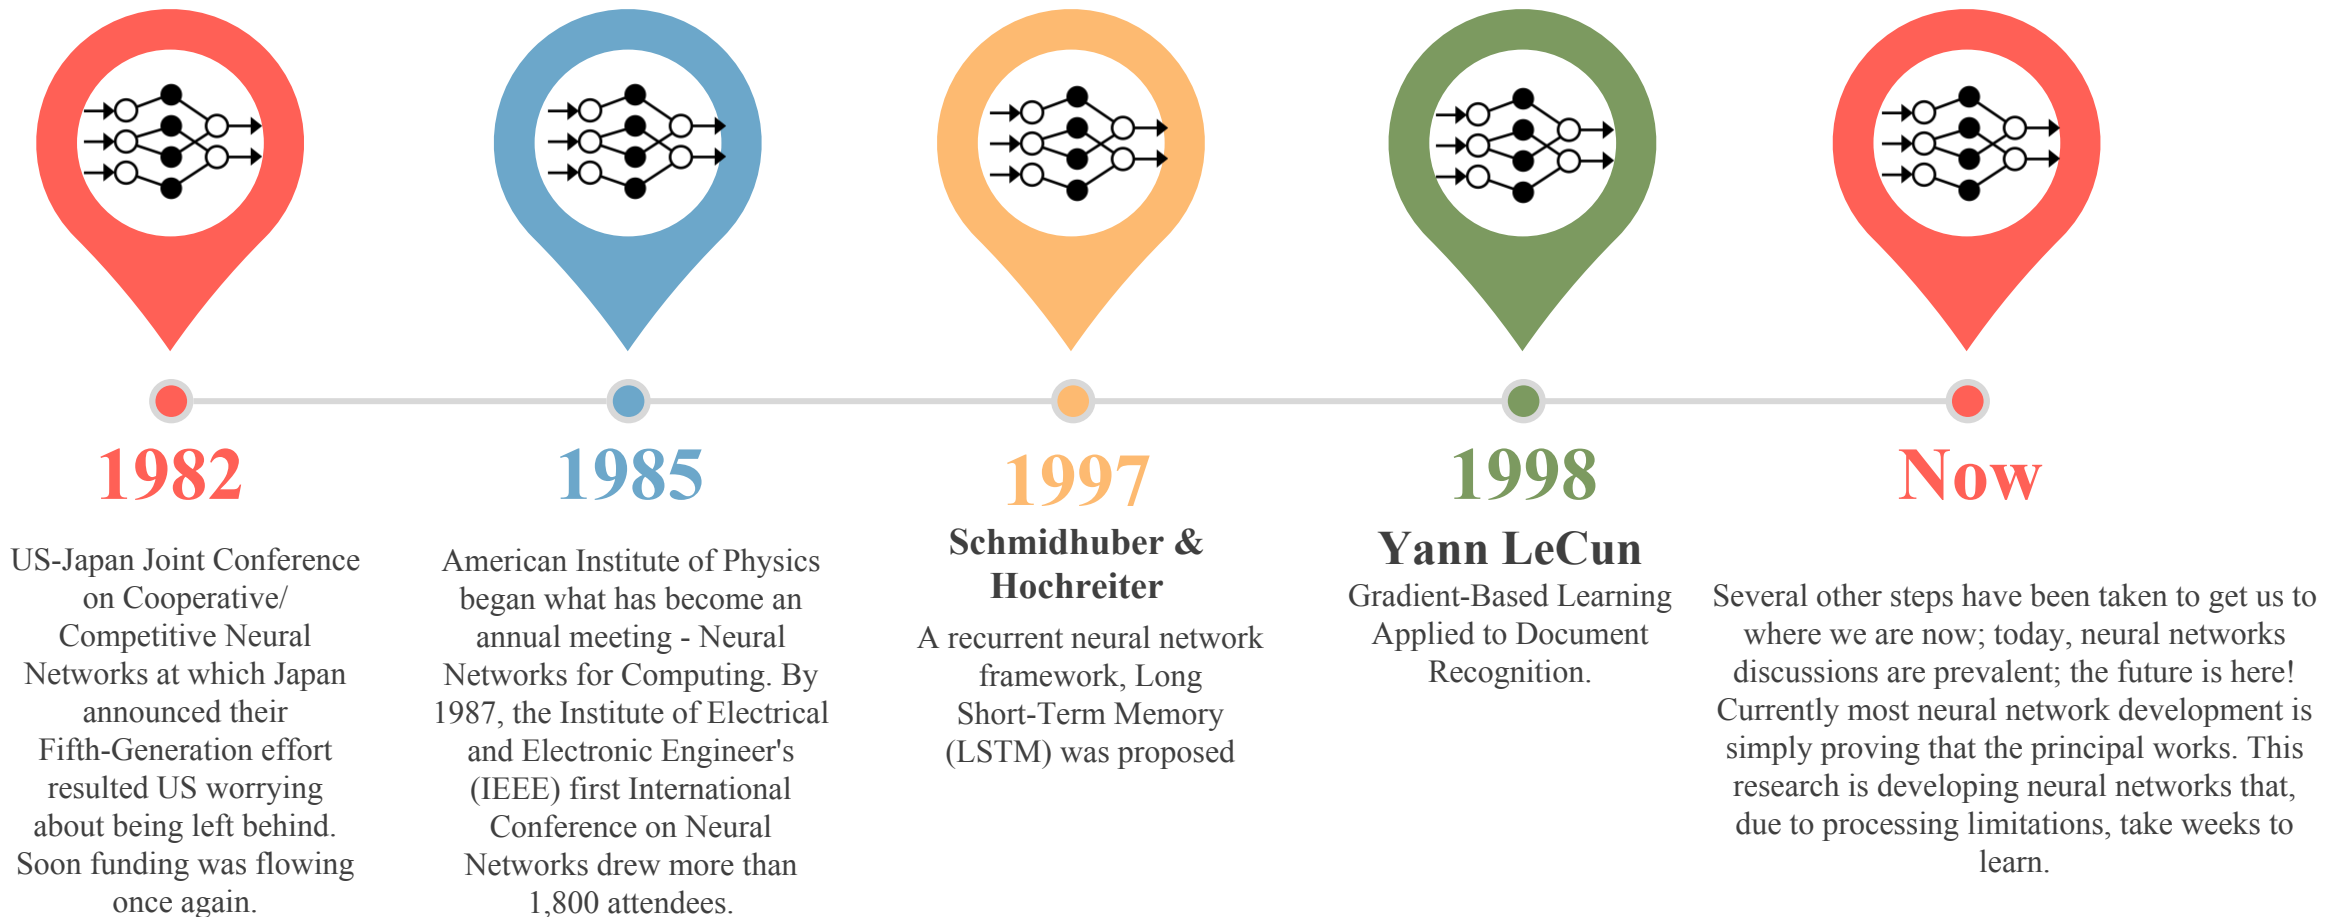 1982
US-Japan Joint Conference
on Cooperative/
Competitive Neural
Networks at which Japan
announced their
Fifth-Generation effort
resulted US worrying
about being left behind.
Soon funding was flowing
once again.
1985
American Institute of Physics
began what has become an
annual meeting - Neural
Networks for Computing. By
1987, the Institute of Electrical
and Electronic Engineer's
(IEEE) first International
Conference on Neural
Networks drew more than
1,800 attendees.
1997
Schmidhuber &
Hochreiter
A recurrent neural network
framework, Long
Short-Term Memory
(LSTM) was proposed
1998
Yann LeCun
Gradient-Based Learning
Applied to Document
Recognition.
Now
Several other steps have been taken to get us to
where we are now; today, neural networks
discussions are prevalent; the future is here!
Currently most neural network development is
simply proving that the principal works. This
research is developing neural networks that,
due to processing limitations, take weeks to
learn.